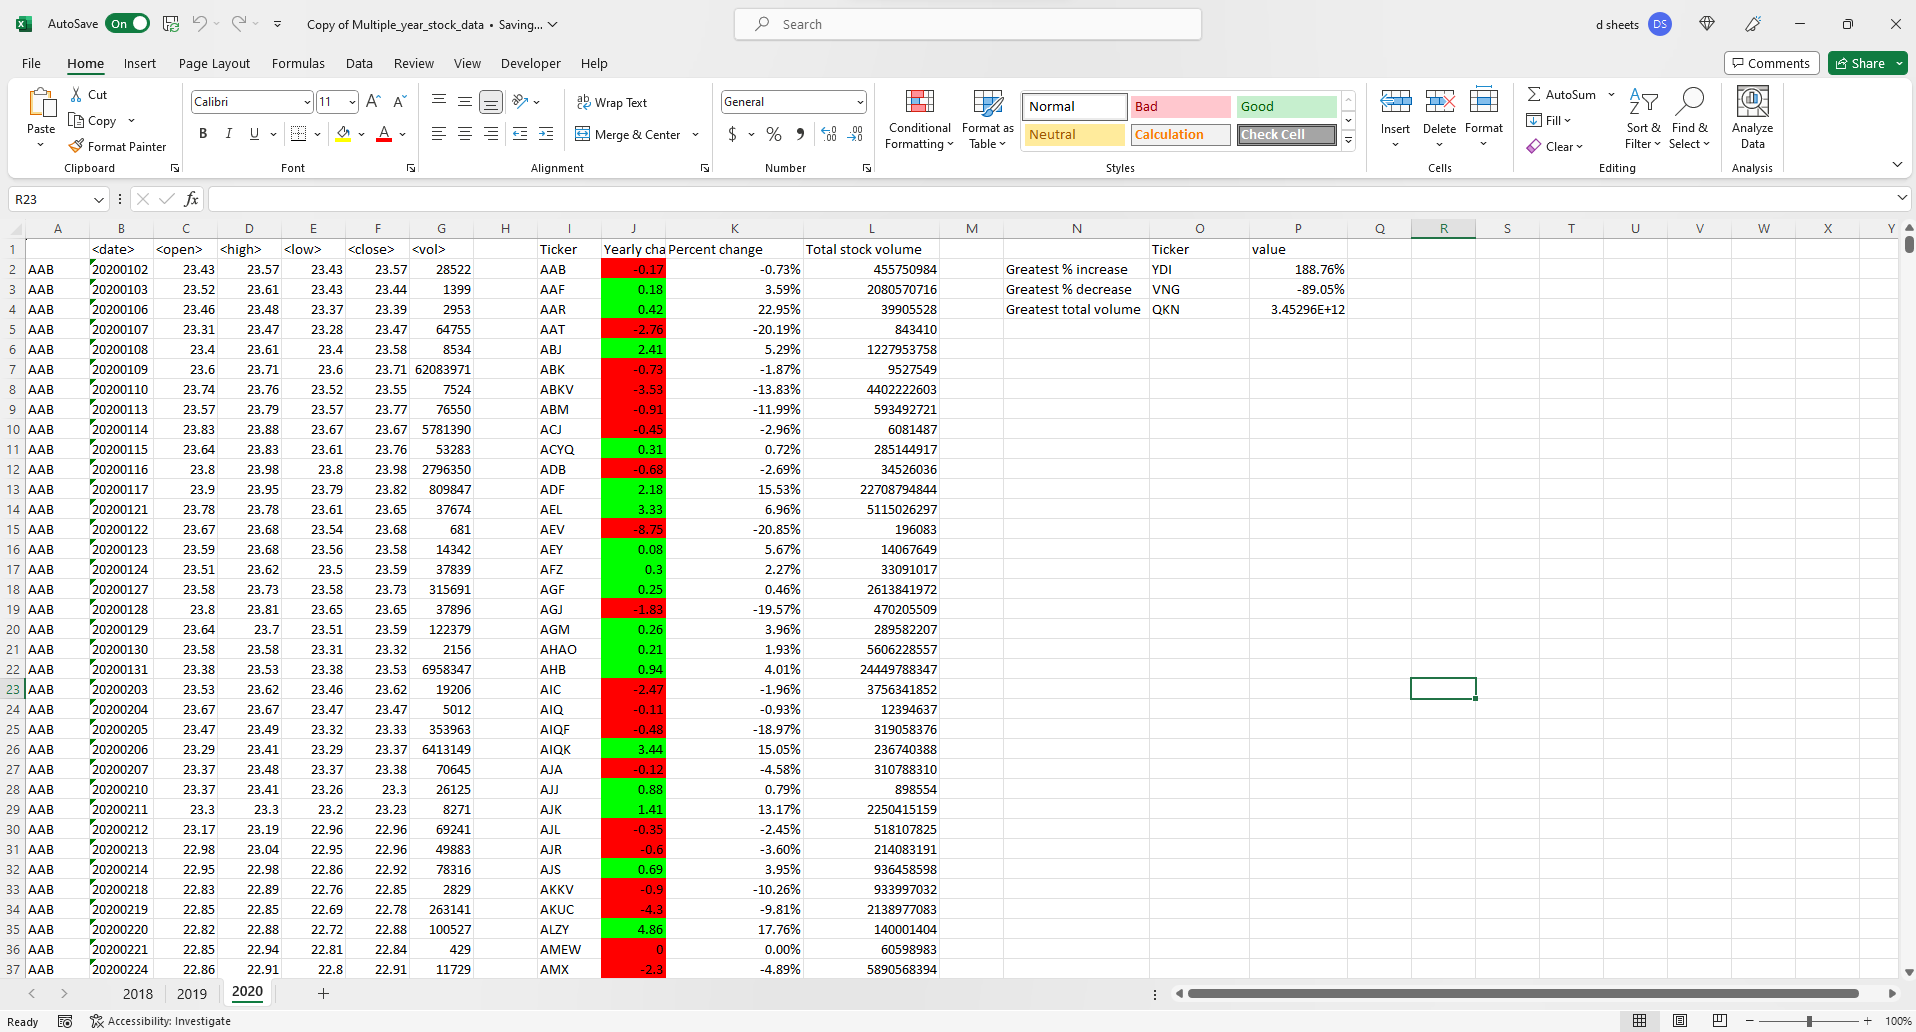 AutoSave On Copy of Multiple_year_stock_data • Saving... Search d sheets DS
File Home Insert Page Layout Formulas Data Review View Developer Help Comments Share
Paste Cut Copy Format Painter Clipboard
Calibri 11 B I U A Font
Wrap Text Merge & Center Alignment
General $ % Number
Conditional Formatting Format as Table Normal Bad Good Neutral Calculation Check Cell Styles
Insert Delete Format Cells
AutoSum Fill Clear Sort & Filter Find & Select Editing
Analyze Data Analysis
R23 fx
A B C D E F G H I J K L M N O P Q R S T U V W X Y
1 <date> <open> <high> <low> <close> <vol> Ticker Yearly cha Percent change Total stock volume Ticker value
2 AAB 20200102 23.43 23.57 23.43 23.57 28522 AAB -0.17 -0.73% 455750984 Greatest % increase YDI 188.76%
3 AAB 20200103 23.52 23.61 23.43 23.44 1399 AAF 0.18 3.59% 2080570716 Greatest % decrease VNG -89.05%
4 AAB 20200106 23.46 23.48 23.37 23.39 2953 AAR 0.42 22.95% 39905528 Greatest total volume QKN 3.45296E+12
5 AAB 20200107 23.31 23.47 23.28 23.47 64755 AAT -2.76 -20.19% 843410
6 AAB 20200108 23.4 23.61 23.4 23.58 8534 ABJ 2.41 5.29% 1227953758
7 AAB 20200109 23.6 23.71 23.6 23.71 62083971 ABK -0.73 -1.87% 9527549
8 AAB 20200110 23.74 23.76 23.52 23.55 7524 ABKV -3.53 -13.83% 4402222603
9 AAB 20200113 23.57 23.79 23.57 23.77 76550 ABM -0.91 -11.99% 593492721
10 AAB 20200114 23.83 23.88 23.67 23.67 5781390 ACJ -0.45 -2.96% 6081487
11 AAB 20200115 23.64 23.83 23.61 23.76 53283 ACYQ 0.31 0.72% 285144917
12 AAB 20200116 23.8 23.98 23.8 23.98 2796350 ADB -0.68 -2.69% 34526036
13 AAB 20200117 23.9 23.95 23.79 23.82 809847 ADF 2.18 15.53% 22708794844
14 AAB 20200121 23.78 23.78 23.61 23.65 37674 AEL 3.33 6.96% 5115026297
15 AAB 20200122 23.67 23.68 23.54 23.68 681 AEV -8.75 -20.85% 196083
16 AAB 20200123 23.59 23.68 23.56 23.58 14342 AEY 0.08 5.67% 14067649
17 AAB 20200124 23.51 23.62 23.5 23.59 37839 AFZ 0.3 2.27% 33091017
18 AAB 20200127 23.58 23.73 23.58 23.73 315691 AGF 0.25 0.46% 2613841972
19 AAB 20200128 23.8 23.81 23.65 23.65 37896 AGJ -1.83 -19.57% 470205509
20 AAB 20200129 23.64 23.7 23.51 23.59 122379 AGM 0.26 3.96% 289582207
21 AAB 20200130 23.58 23.58 23.31 23.32 2156 AHAO 0.21 1.93% 5606228557
22 AAB 20200131 23.38 23.53 23.38 23.53 6958347 AHB 0.94 4.01% 24449788347
23 AAB 20200203 23.53 23.62 23.46 23.62 19206 AIC -2.47 -1.96% 3756341852
24 AAB 20200204 23.67 23.67 23.47 23.47 5012 AIQ -0.11 -0.93% 12394637
25 AAB 20200205 23.47 23.49 23.32 23.33 353963 AIQF -0.48 -18.97% 319058376
26 AAB 20200206 23.29 23.41 23.29 23.37 6413149 AIQK 3.44 15.05% 236740388
27 AAB 20200207 23.37 23.48 23.37 23.38 70645 AJA -0.12 -4.58% 310788310
28 AAB 20200210 23.37 23.41 23.26 23.3 26125 AJJ 0.88 0.79% 898554
29 AAB 20200211 23.3 23.3 23.2 23.23 8271 AJK 1.41 13.17% 2250415159
30 AAB 20200212 23.17 23.19 22.96 22.96 69241 AJL -0.35 -2.45% 518107825
31 AAB 20200213 22.98 23.04 22.95 22.96 49883 AJR -0.6 -3.60% 214083191
32 AAB 20200214 22.95 22.98 22.86 22.92 78316 AJS 0.69 3.95% 936458598
33 AAB 20200218 22.83 22.89 22.76 22.85 2829 AKKV -0.9 -10.26% 933997032
34 AAB 20200219 22.85 22.85 22.69 22.78 263141 AKUC -4.3 -9.81% 2138977083
35 AAB 20200220 22.82 22.88 22.72 22.88 100527 ALZY 4.86 17.76% 140001404
36 AAB 20200221 22.85 22.94 22.81 22.84 429 AMEW 0 0.00% 60598983
37 AAB 20200224 22.86 22.91 22.8 22.91 11729 AMX -2.3 -4.89% 5890568394
2018 2019 2020
Ready Accessibility: Investigate 100%